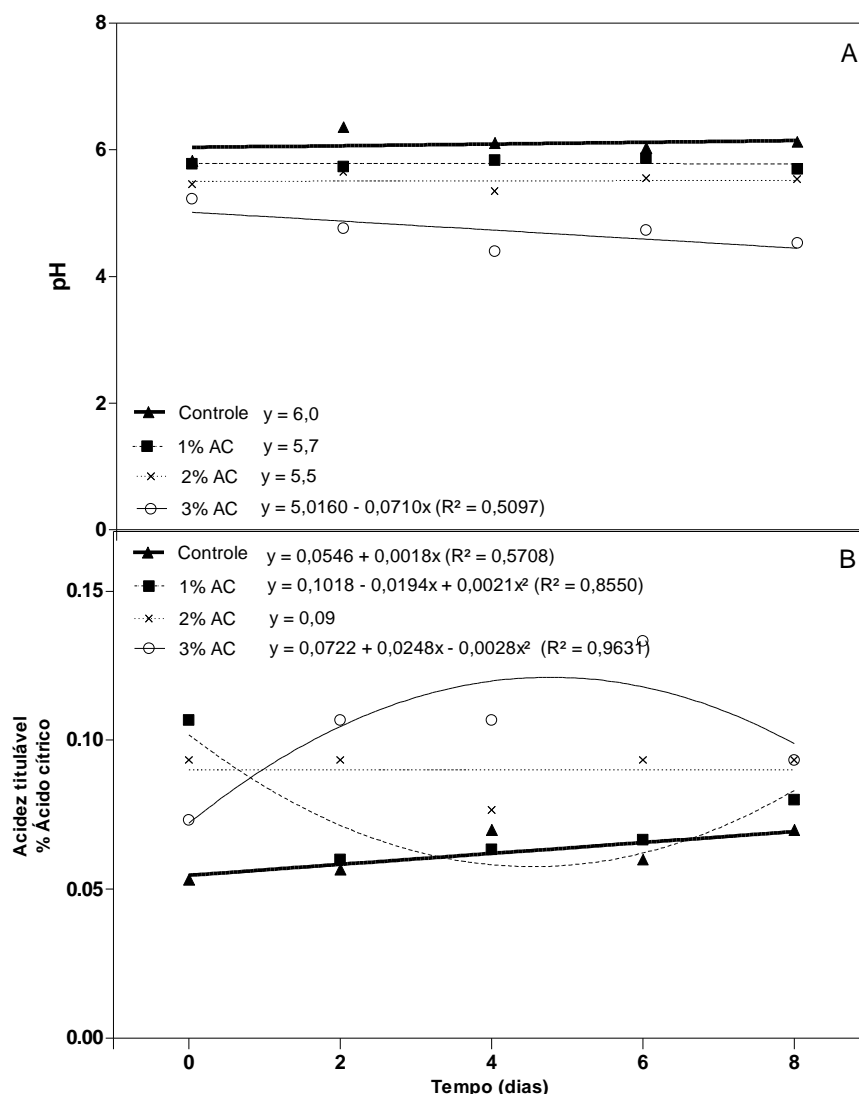 8
A
6
4
2
0
pH
Controle y = 6,0
1% AC y = 5,7
2% AC y = 5,5
3% AC y = 5,0160 - 0,0710x (R² = 0,5097)
B
Controle y = 0,0546 + 0,0018x (R² = 0,5708)
1% AC y = 0,1018 - 0,0194x + 0,0021x² (R² = 0,8550)
2% AC y = 0,09
3% AC y = 0,0722 + 0,0248x - 0,0028x² (R² = 0,9631)
0.15
0.10
0.05
0.00
Acidez titulável
% Ácido cítrico
0 2 4 6 8
Tempo (dias)